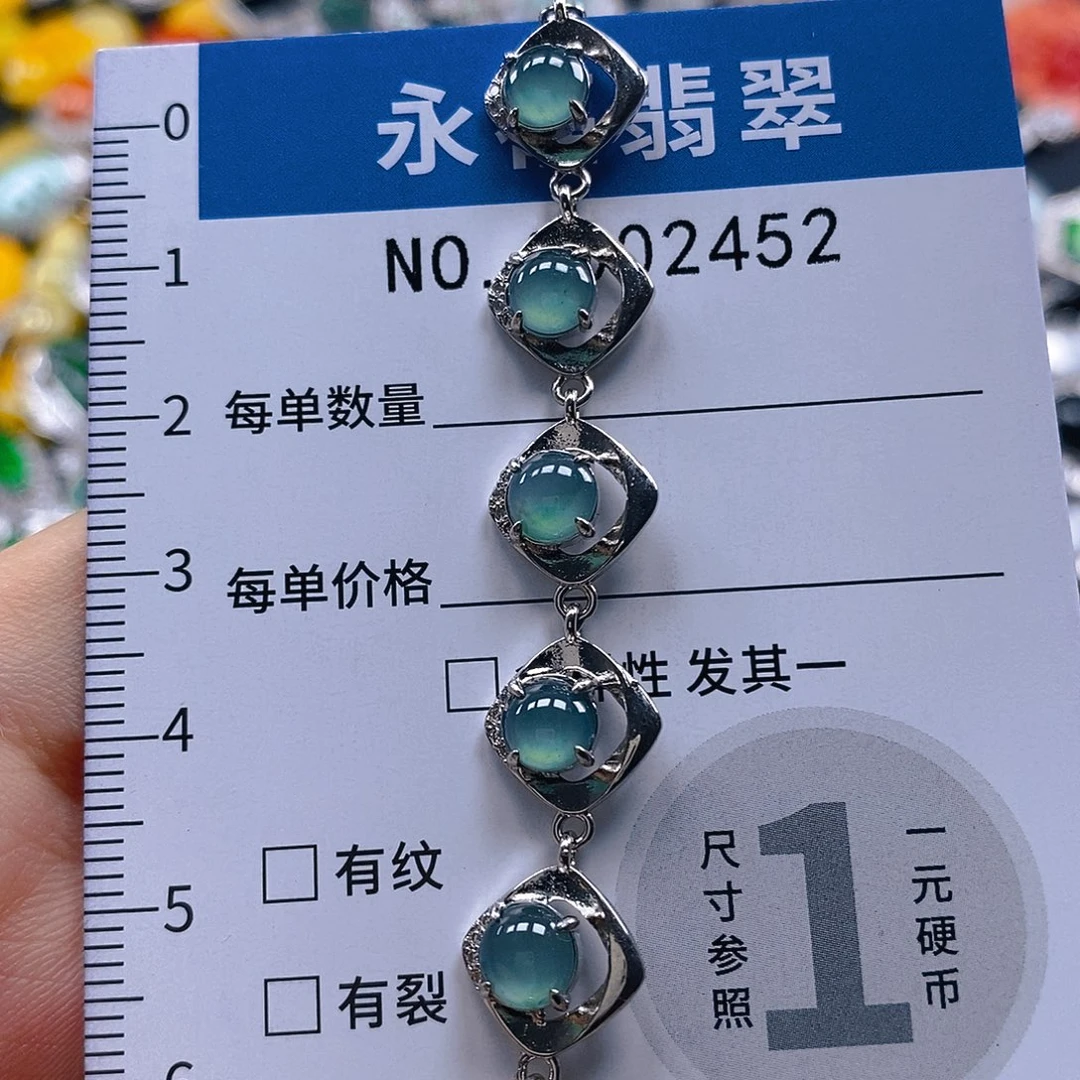 0
永 翡翠
1
NO. 02452
2
每单数量
3
每单价格
性 发其一
4
有纹
5
有裂
尺寸参照
1
一元硬币